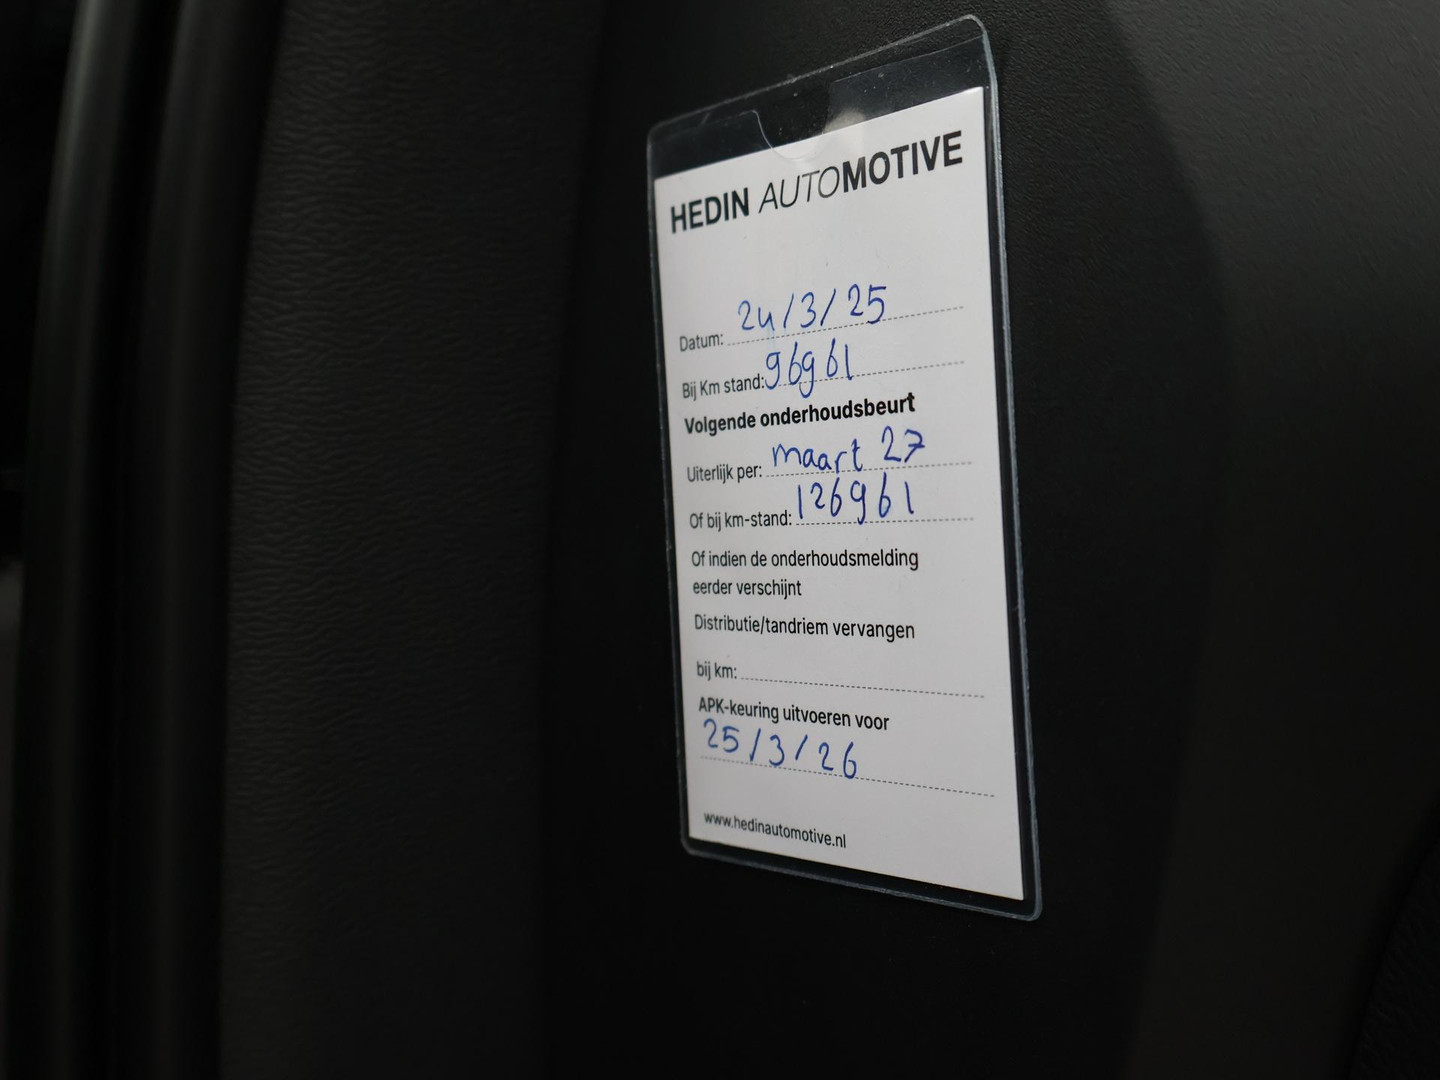 HEDIN AUTOMOTIVE
Datum: 24/3/25
Bij Km stand: 96961
Volgende onderhoudsbeurt
Uiterlijk per: maart 27
Of bij km-stand: 126961
Of indien de onderhoudsmelding
eerder verschijnt
Distributie/tandriem vervangen
bij km:
APK-keuring uitvoeren voor
25/3/26
www.hedinautomotive.nl